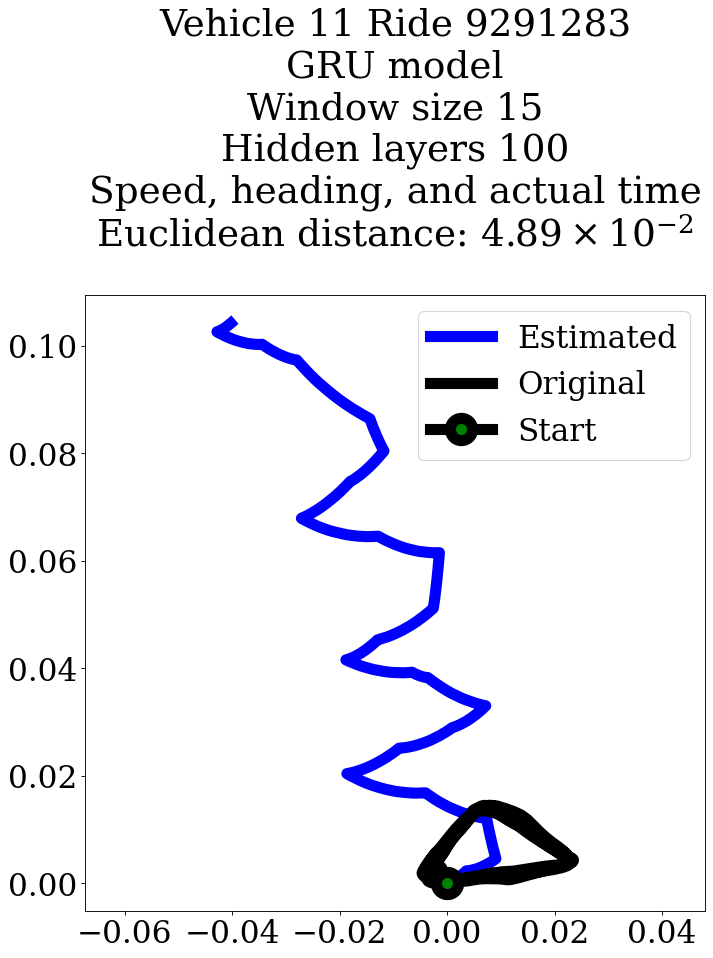 Vehicle 11 Ride 9291283
GRU model
Window size 15
Hidden layers 100
Speed, heading, and actual time
Euclidean distance: 4.89 × 10⁻²
Estimated
Original
Start
0.10
0.08
0.06
0.04
0.02
0.00
−0.06 −0.04 −0.02 0.00 0.02 0.04